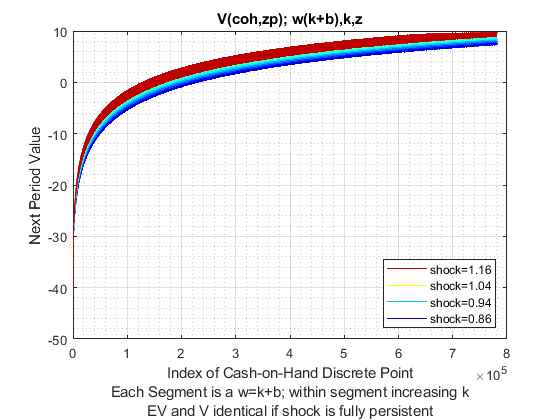 V(coh,zp); w(k+b),k,z
10
0
-10
-20
-30
-40
-50
Next Period Value
shock=1.16
shock=1.04
shock=0.94
shock=0.86
0 1 2 3 4 5 6 7 8
×10^5
Index of Cash-on-Hand Discrete Point
Each Segment is a w=k+b; within segment increasing k
EV and V identical if shock is fully persistent